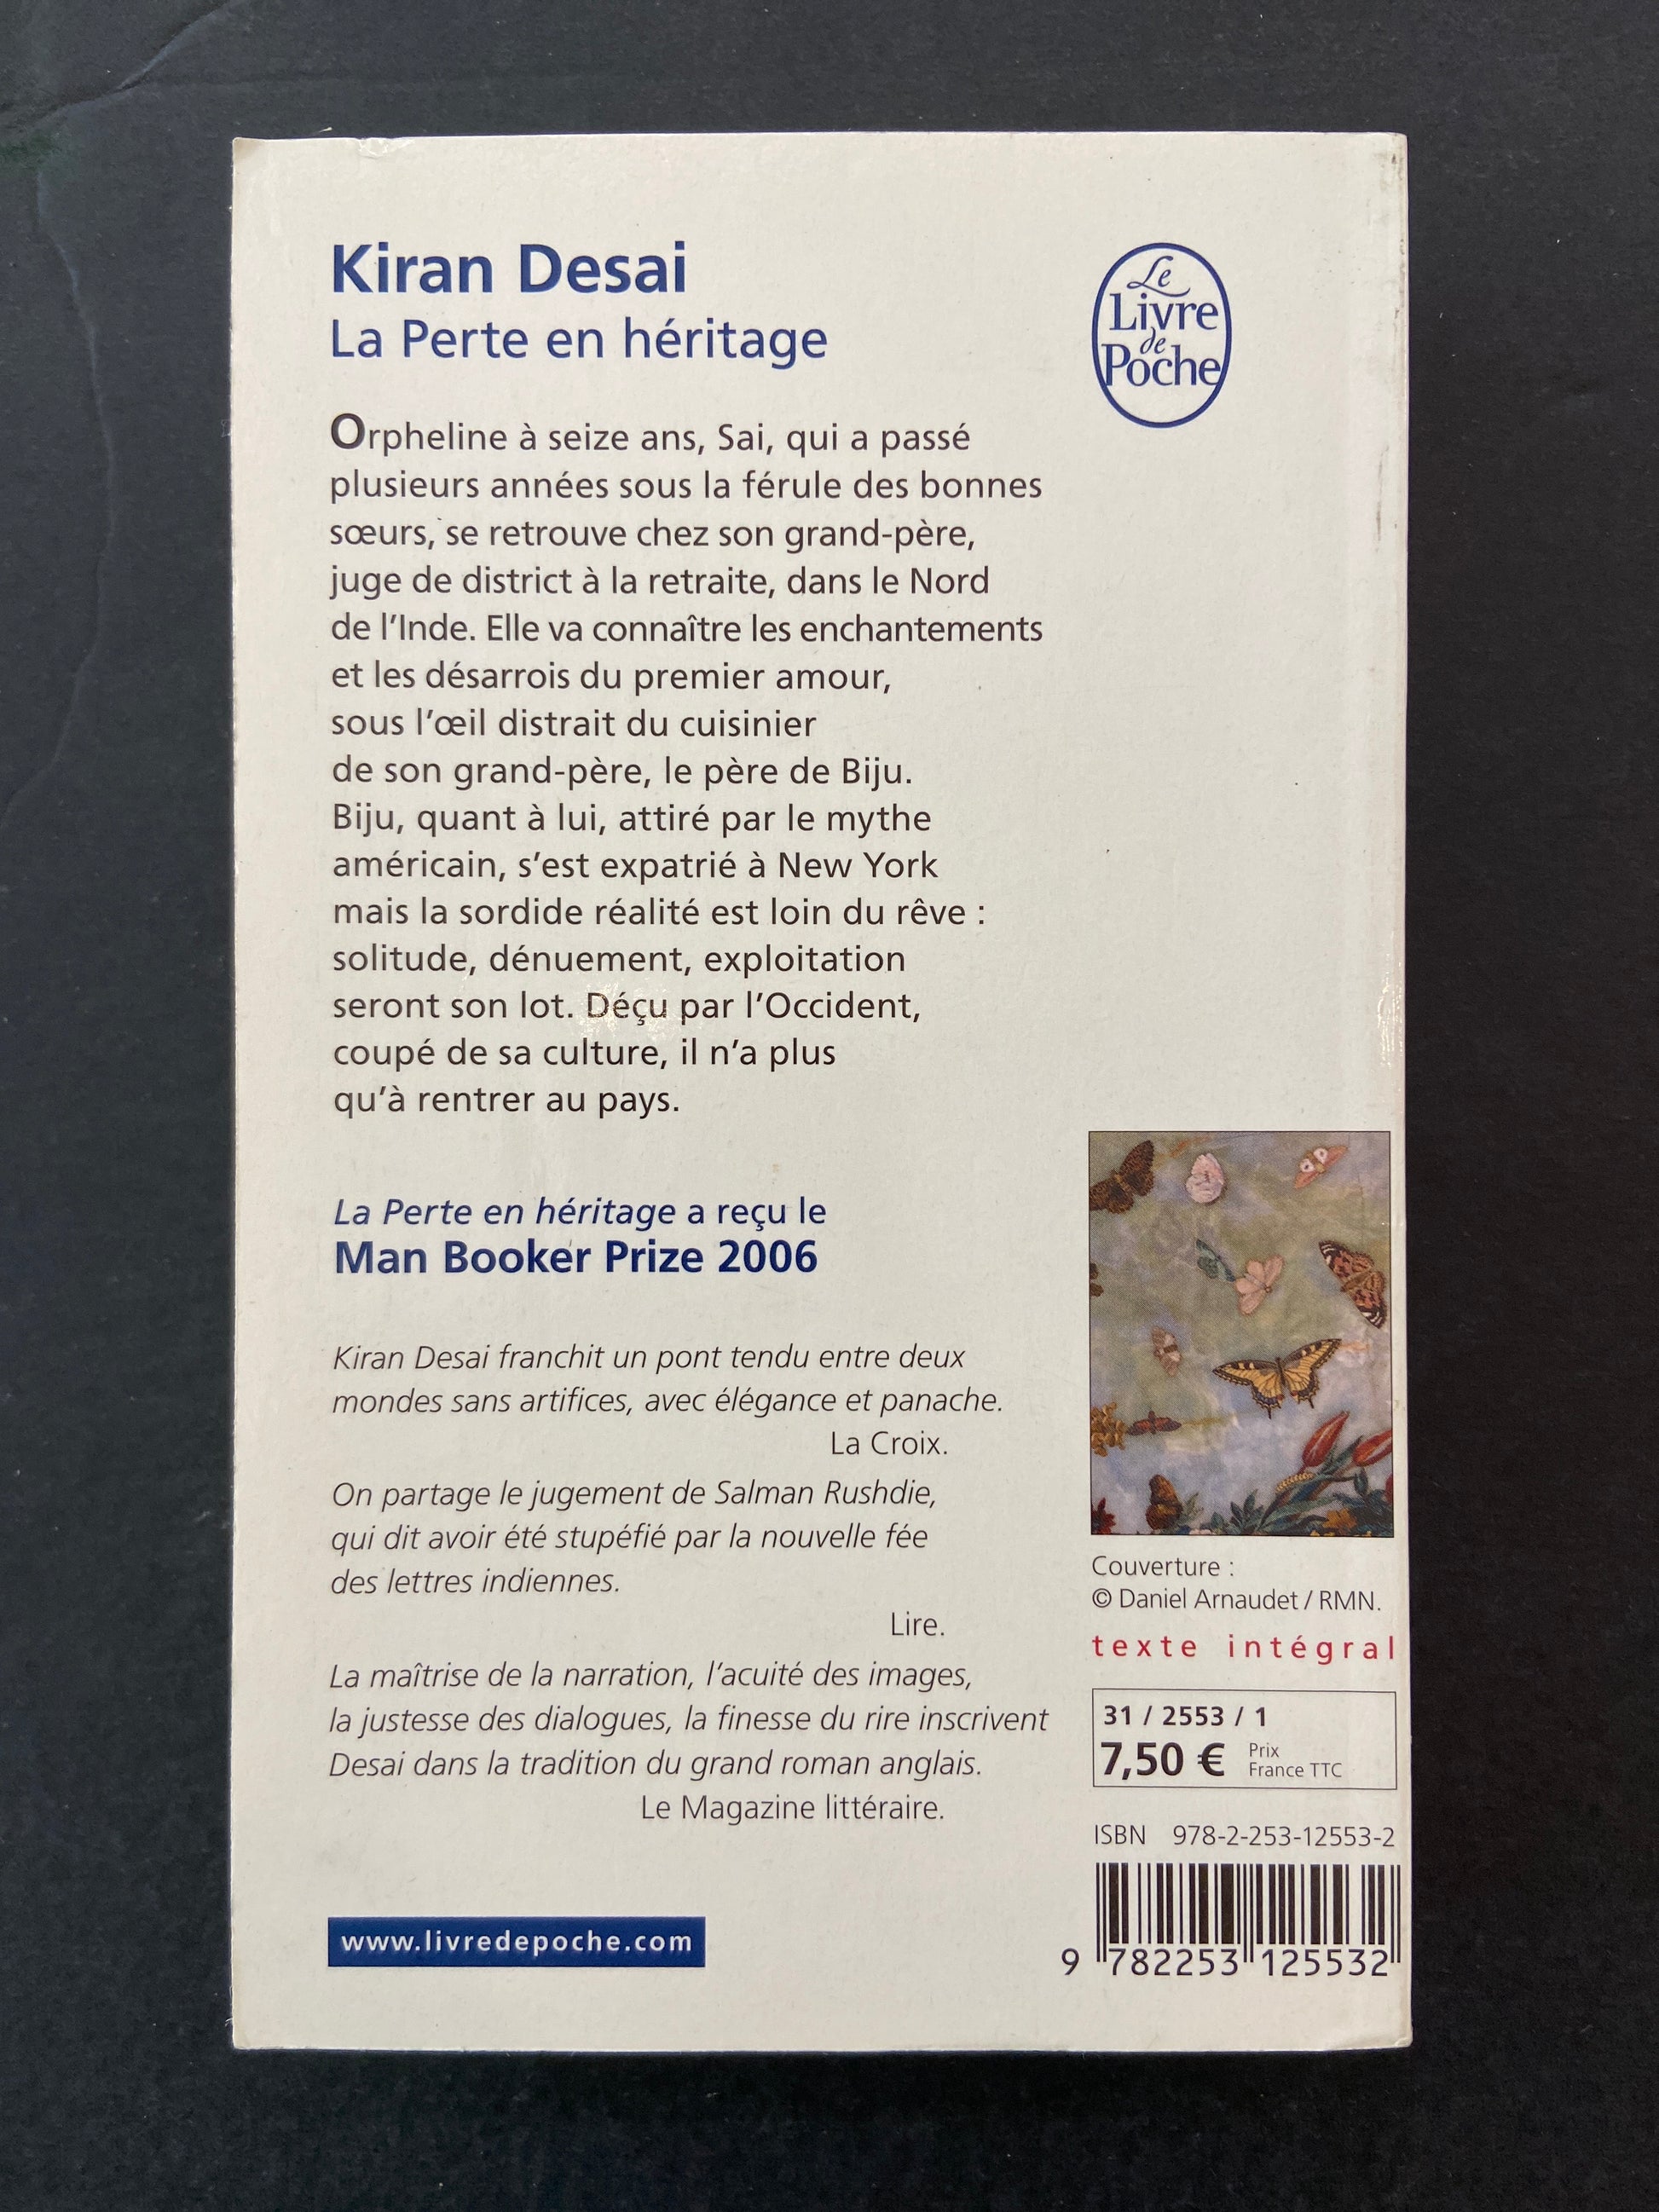 Kiran Desai
La Perte en héritage
Le
Livre
de
Poche
Orpheline à seize ans, Sai, qui a passé
plusieurs années sous la férule des bonnes
sœurs, se retrouve chez son grand-père,
juge de district à la retraite, dans le Nord
de l'Inde. Elle va connaître les enchantements
et les désarrois du premier amour,
sous l'œil distrait du cuisinier
de son grand-père, le père de Biju.
Biju, quant à lui, attiré par le mythe
américain, s'est expatrié à New York
mais la sordide réalité est loin du rêve :
solitude, dénuement, exploitation
seront son lot. Déçu par l'Occident,
coupé de sa culture, il n'a plus
qu'à rentrer au pays.
La Perte en héritage a reçu le
Man Booker Prize 2006
Kiran Desai franchit un pont tendu entre deux
mondes sans artifices, avec élégance et panache.
La Croix.
On partage le jugement de Salman Rushdie,
qui dit avoir été stupéfié par la nouvelle fée
des lettres indiennes.
Lire.
La maîtrise de la narration, l'acuité des images,
la justesse des dialogues, la finesse du rire inscrivent
Desai dans la tradition du grand roman anglais.
Le Magazine littéraire.
www.livredepoche.com
Couverture :
© Daniel Arnaudet / RMN.
texte intégral
31 / 2553 / 1
7,50 €
Prix
France TTC
ISBN 978-2-253-12553-2
9 782253 125532